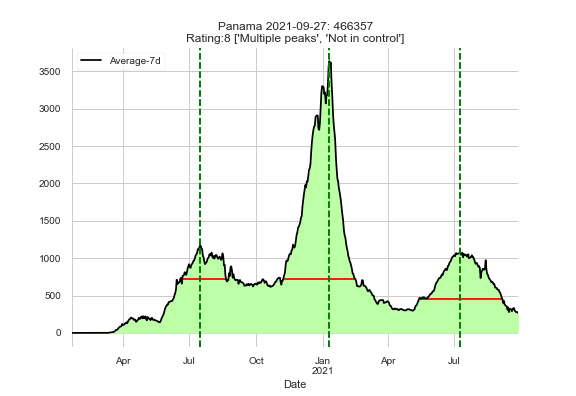 Panama 2021-09-27: 466357
Rating:8 ['Multiple peaks', 'Not in control']
Average-7d
3500
3000
2500
2000
1500
1000
500
0
Apr Jul Oct Jan Apr Jul
2021
Date